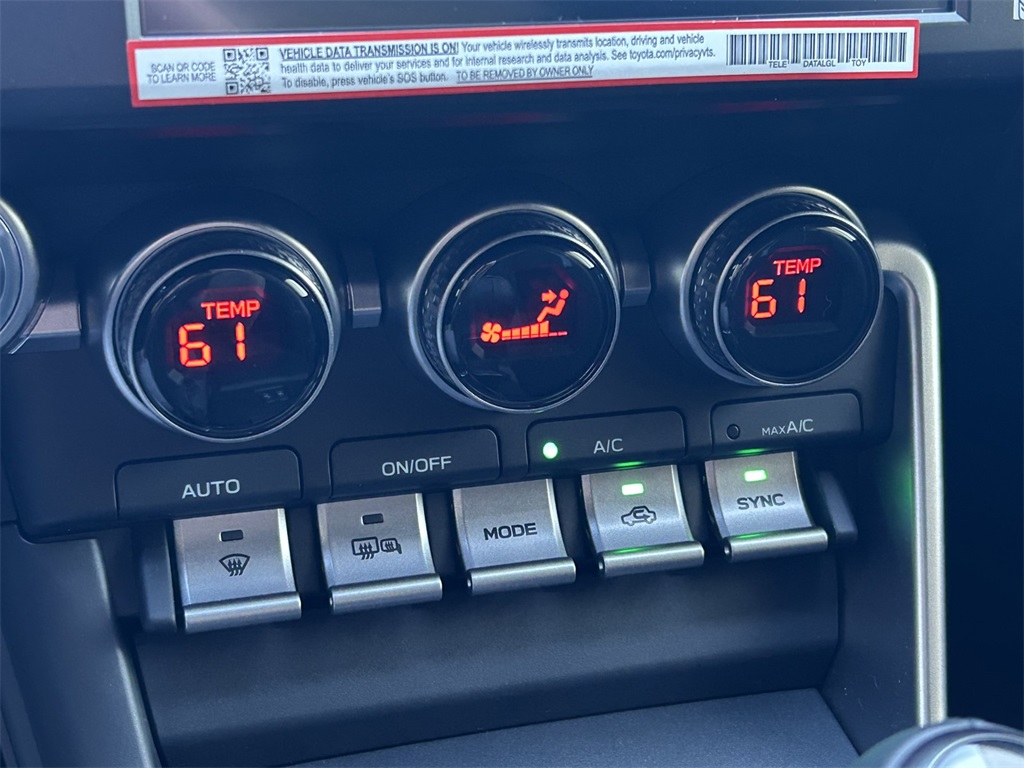 SCAN OR CODE
TO LEARN MORE
VEHICLE DATA TRANSMISSION IS ON! Your vehicle wirelessly transmits location, driving and vehicle
health data to deliver your services and for internal research and data analysis. See toyota.com/privacyvts.
To disable, press vehicle's SOS button. TO BE REMOVED BY OWNER ONLY
TELE DATALGL TOY
TEMP
61
TEMP
61
AUTO
ON/OFF
A/C
MAX A/C
MODE
SYNC